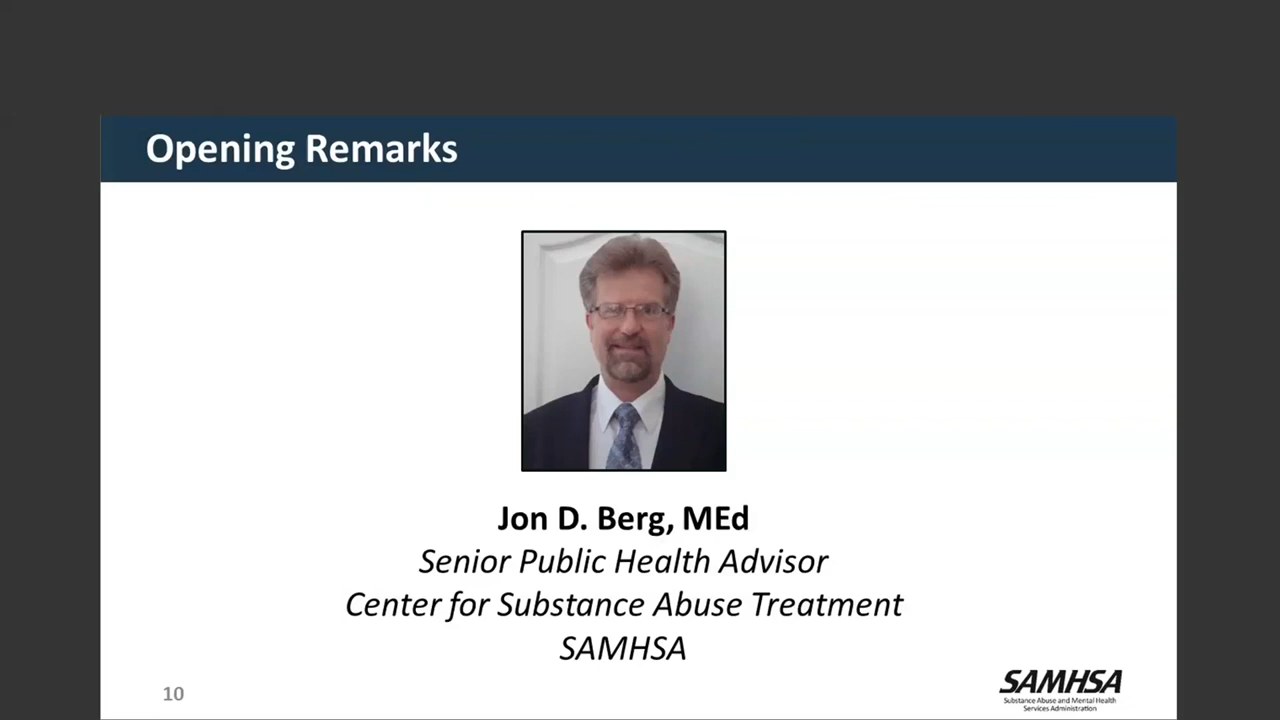 Opening Remarks
Jon D. Berg, MEd
Senior Public Health Advisor
Center for Substance Abuse Treatment
SAMHSA
10
SAMHSA
Substance Abuse and Mental Health
Services Administration